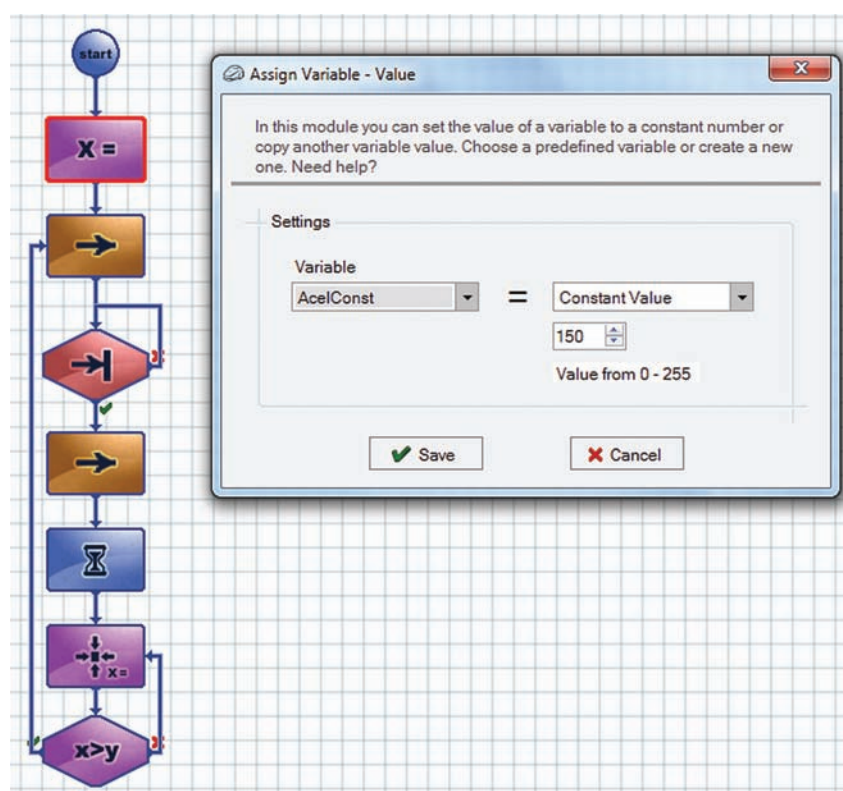 start
X =
x=
x>y
Assign Variable - Value
x
In this module you can set the value of a variable to a constant number or
copy another variable value. Choose a predefined variable or create a new
one. Need help?
Settings
Variable
AcelConst
=
Constant Value
150
Value from 0 - 255
Save
Cancel